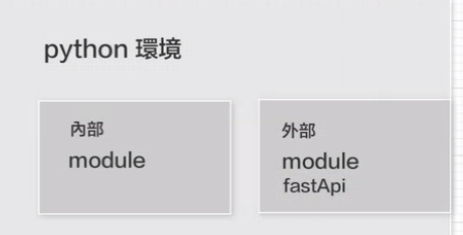 python 環境
內部
module
外部
module
fastApi